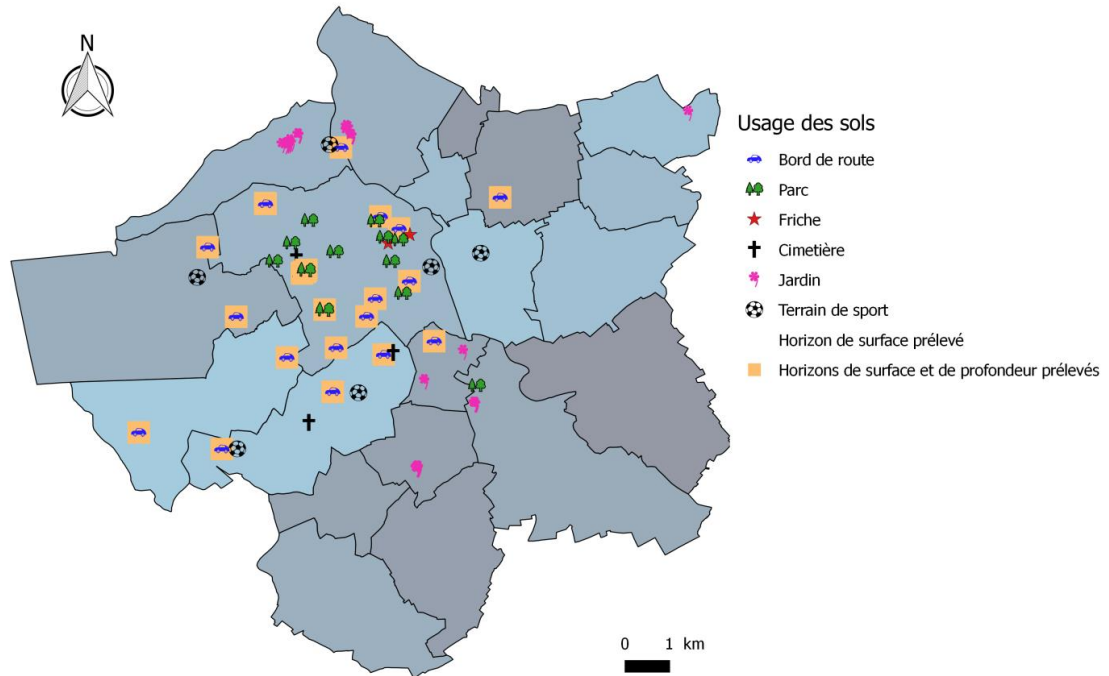 N
Usage des sols
Bord de route
Parc
Friche
Cimetière
Jardin
Terrain de sport
Horizon de surface prélevé
Horizons de surface et de profondeur prélevés
0 1 km